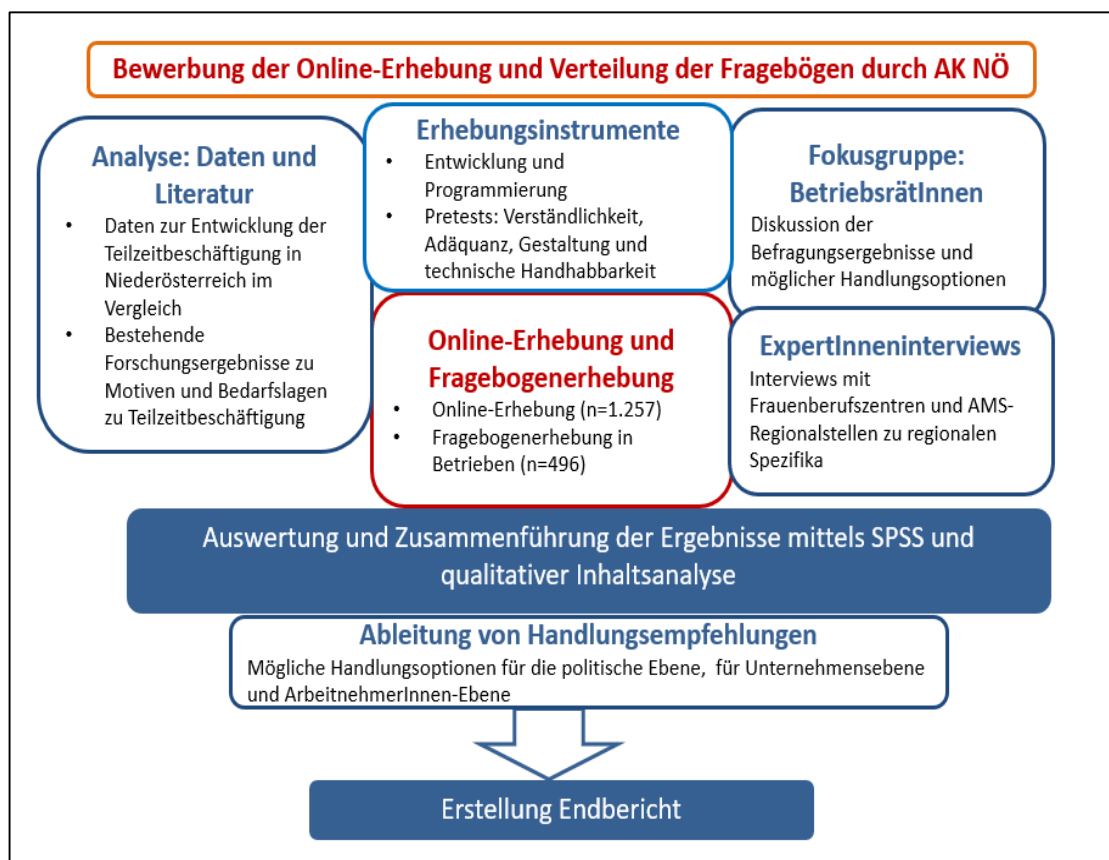 Bewerbung der Online-Erhebung und Verteilung der Fragebögen durch AK NÖ
Analyse: Daten und
Literatur
• Daten zur Entwicklung der
Teilzeitbeschäftigung in
Niederösterreich im
Vergleich
• Bestehende
Forschungsergebnisse zu
Motiven und Bedarfslagen
zu Teilzeitbeschäftigung
Erhebungsinstrumente
• Entwicklung und
Programmierung
• Pretests: Verständlichkeit,
Adäquanz, Gestaltung und
technische Handhabbarkeit
Online-Erhebung und
Fragebogenerhebung
• Online-Erhebung (n=1.257)
• Fragebogenerhebung in
Betrieben (n=496)
Fokusgruppe:
BetriebsrätInnen
Diskussion der
Befragungsergebnisse und
möglicher Handlungsoptionen
ExpertInneninterviews
Interviews mit
Frauenberufszentren und AMS-
Regionalstellen zu regionalen
Spezifika
Auswertung und Zusammenführung der Ergebnisse mittels SPSS und
qualitativer Inhaltsanalyse
Ableitung von Handlungsempfehlungen
Mögliche Handlungsoptionen für die politische Ebene, für Unternehmensebene
und ArbeitnehmerInnen-Ebene
Erstellung Endbericht